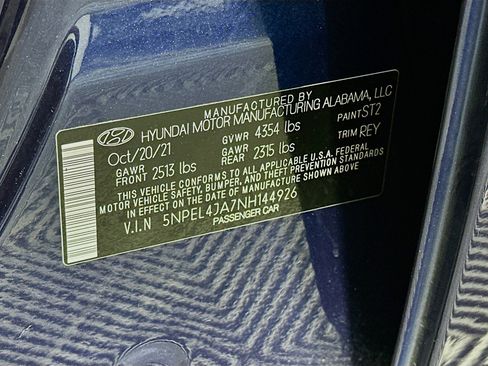 MANUFACTURED BY
HYUNDAI MOTOR MANUFACTURING ALABAMA, LLC
Oct/20/21 GVWR 4354 lbs PAINT ST2
GAWR FRONT 2513 lbs GAWR REAR 2315 lbs TRIM REY
THIS VEHICLE CONFORMS TO ALL APPLICABLE U.S.A. FEDERAL
MOTOR VEHICLE SAFETY, BUMPER, AND THEFT PREVENTION STANDARDS
IN EFFECT ON THE DATE OF MANUFACTURE SHOWN ABOVE.
V.I.N 5NPEL4JA7NH144926
PASSENGER CAR